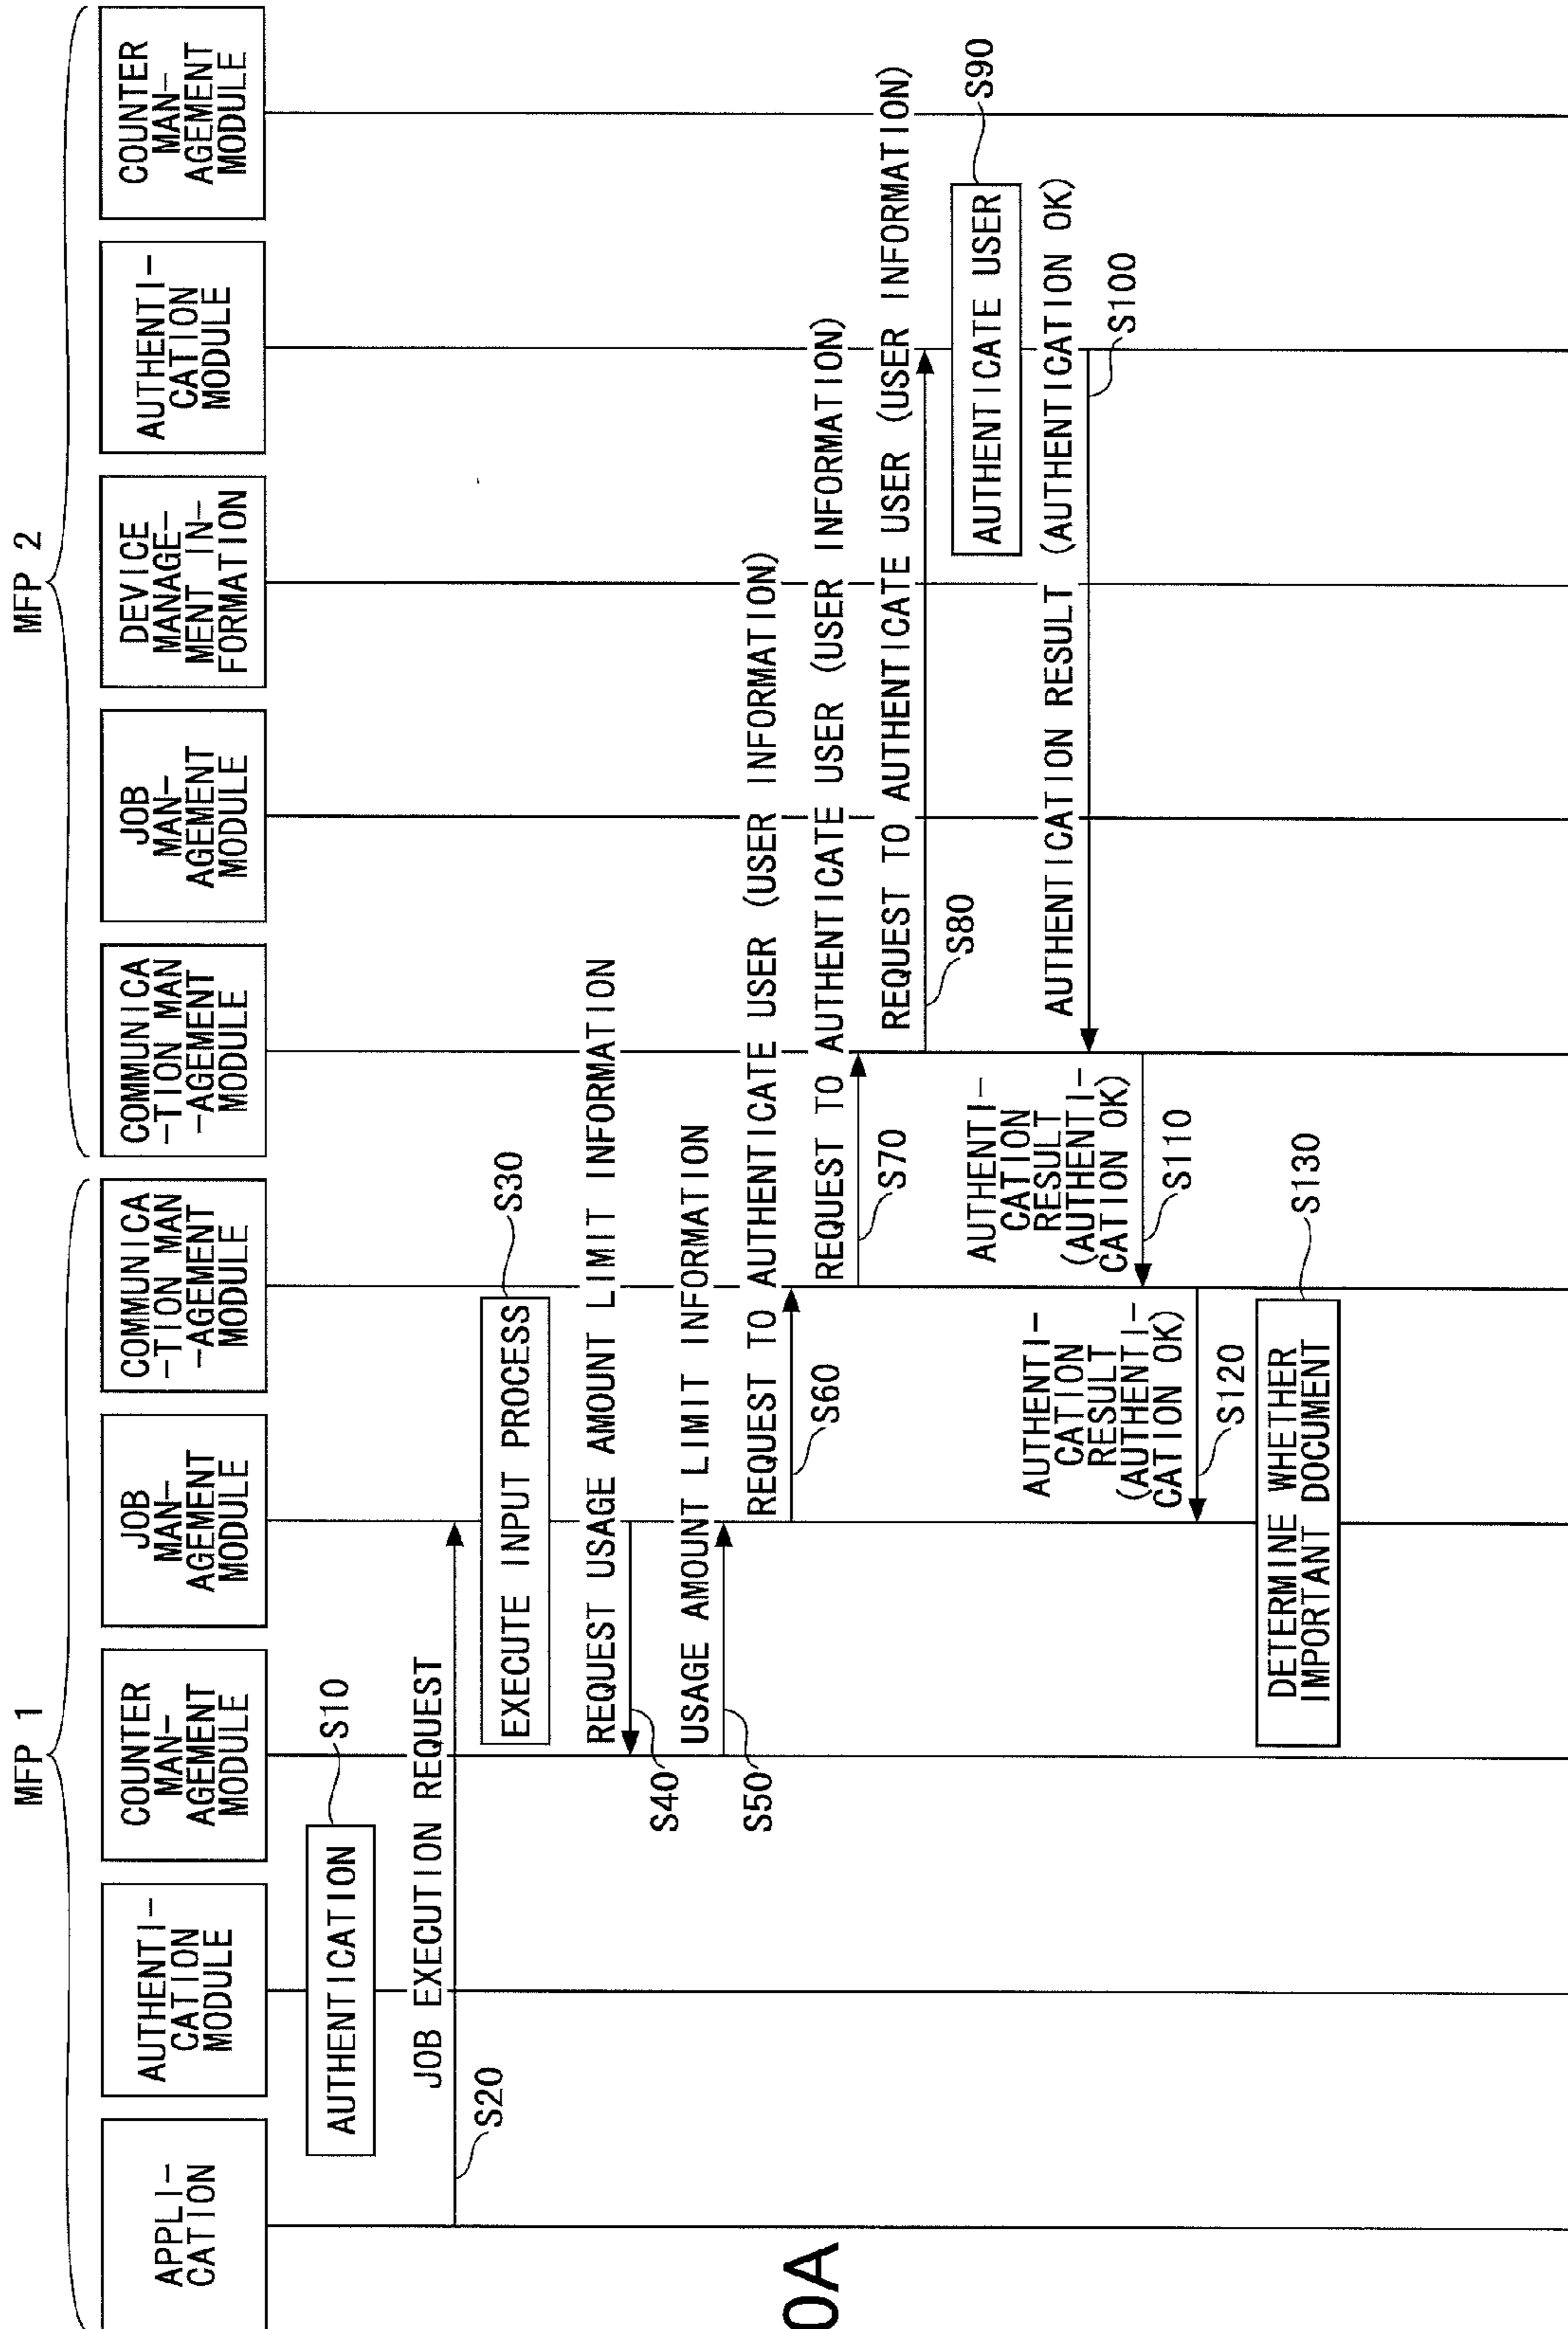 MFP 1
MFP 2
APPLI-
CATION
AUTHENTI-
CATION
MODULE
COUNTER
MAN-
AGEMENT
MODULE
JOB
MAN-
AGEMENT
MODULE
COMMUNICA
-TION MAN
-AGEMENT
MODULE
COMMUNICA
-TION MAN
-AGEMENT
MODULE
JOB
MAN-
AGEMENT
MODULE
DEVICE
MANAGE-
MENT IN-
FORMATION
AUTHENTI-
CATION
MODULE
COUNTER
MAN-
AGEMENT
MODULE
S10
AUTHENTICATION
JOB EXECUTION REQUEST
S20
S30
EXECUTE INPUT PROCESS
REQUEST USAGE AMOUNT LIMIT INFORMATION
S40
USAGE AMOUNT LIMIT INFORMATION
S50
REQUEST TO AUTHENTICATE USER (USER INFORMATION)
S60
REQUEST TO AUTHENTICATE USER (USER INFORMATION)
S70
REQUEST TO AUTHENTICATE USER (USER INFORMATION)
S80
S90
AUTHENTICATE USER
AUTHENTICATION RESULT (AUTHENTICATION OK)
S100
AUTHENTI-
CATION
RESULT
(AUTHENTI-
CATION OK)
S110
AUTHENTI-
CATION
RESULT
(AUTHENTI-
CATION OK)
S120
S130
DETERMINE WHETHER
IMPORTANT DOCUMENT
0A